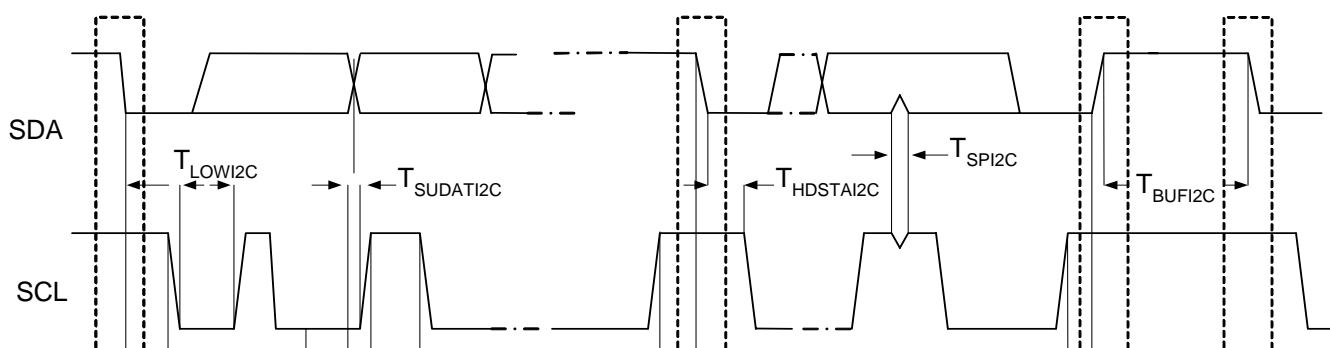 SDA
T_LOWI2C
T_SUDATI2C
T_HDSTAI2C
T_SPI2C
T_BUFI2C
SCL